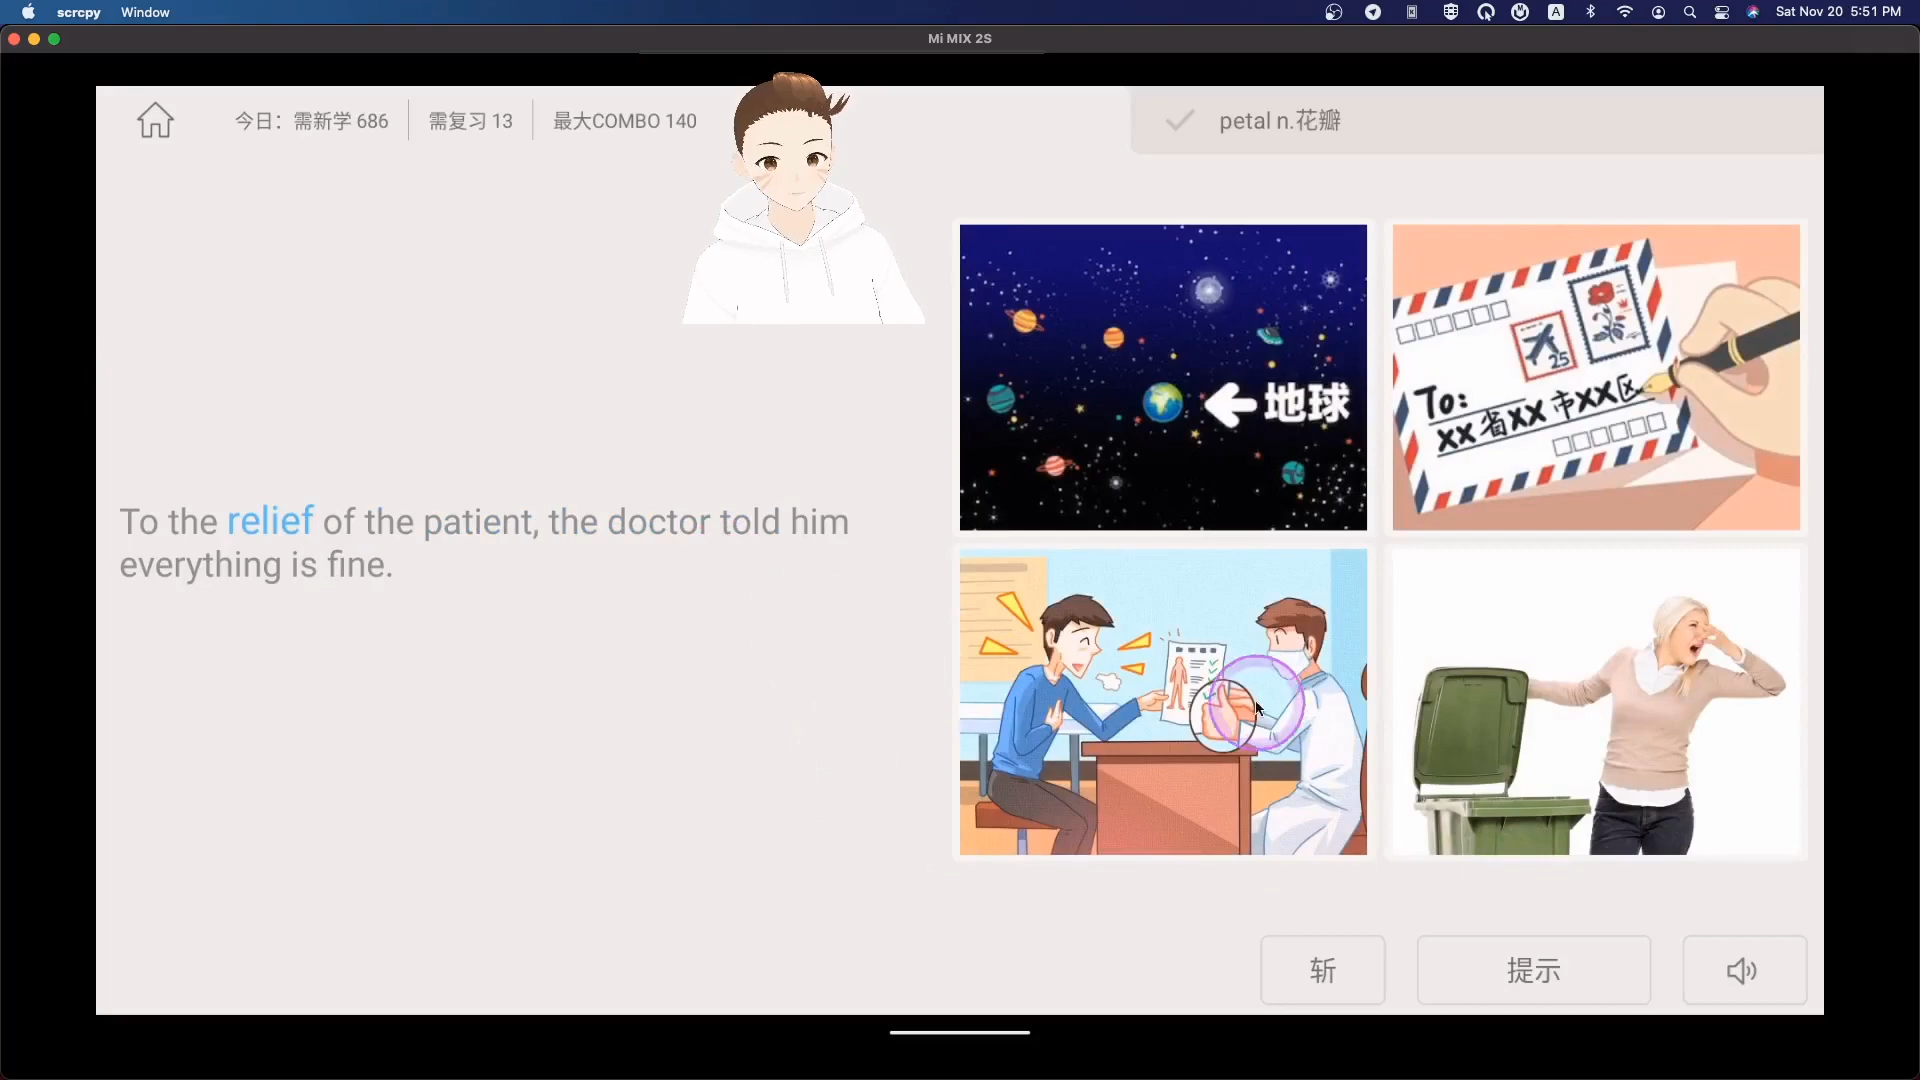 scrcpy Window
A
Sat Nov 20 5:51 PM
Mi MIX 2S
今日：需新学 686
需复习 13
最大COMBO 140
petal n.花瓣
To the relief of the patient, the doctor told him
everything is fine.
地球
25
To:
XX省XX市XX区X
斩
提示